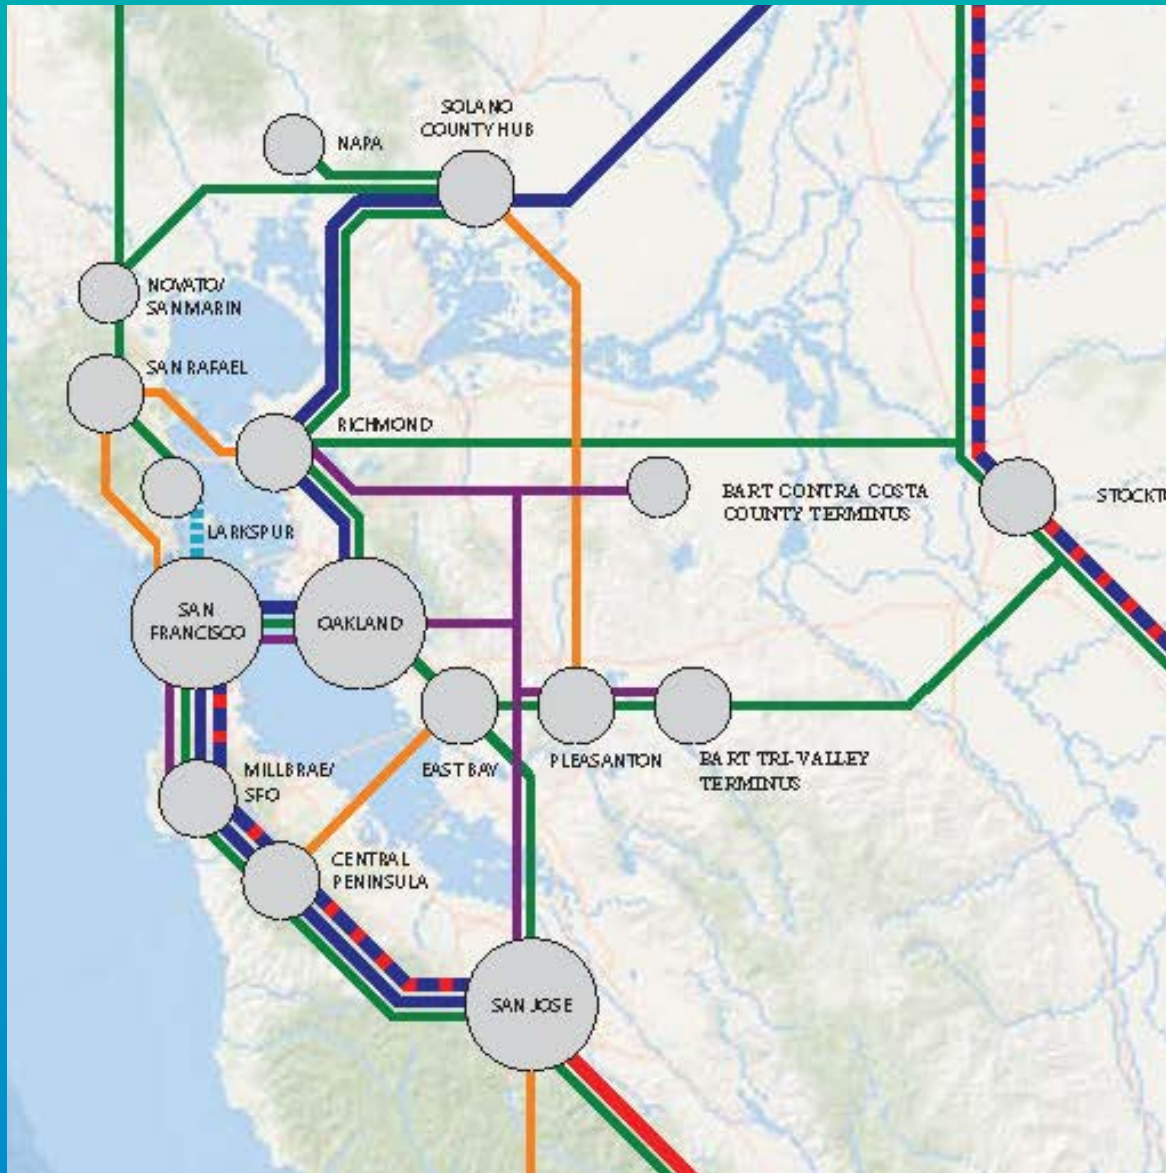 SOLANO
COUNTY HUB
NAPA
NOVATO/
SAN MARIN
SAN RAFAEL
RICHMOND
BART CONTRA COSTA
COUNTY TERMINUS
LARKSPUR
SAN
FRANCISCO
OAKLAND
MILLBRAE/
SFO
EAST BAY
PLEASANTON
BART TRI-VALLEY
TERMINUS
CENTRAL
PENINSULA
SAN JOSE